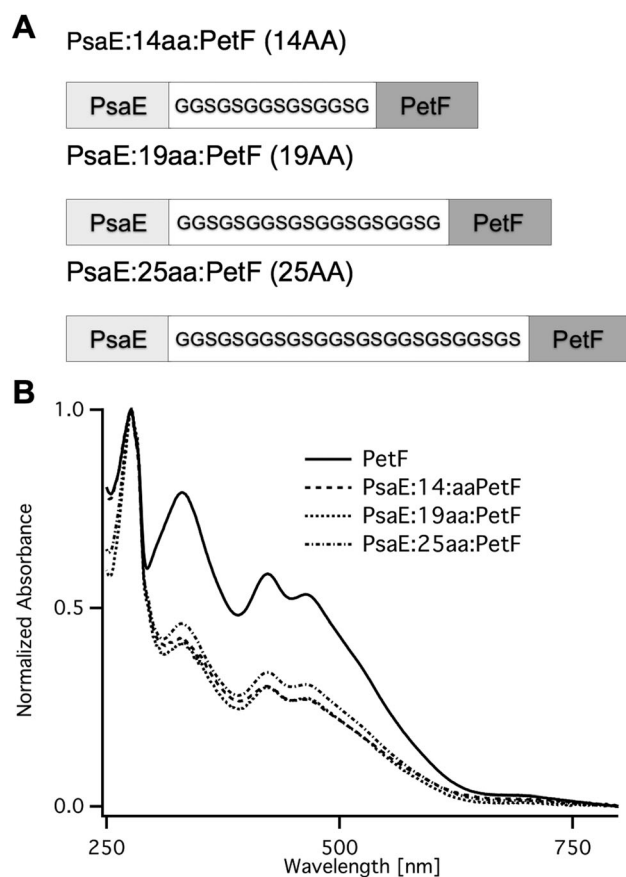 A
PsaE:14aa:PetF (14AA)
PsaE GGSGSGGSGSGGSG PetF
PsaE:19aa:PetF (19AA)
PsaE GGSGSGGSGSGGSGSGGSG PetF
PsaE:25aa:PetF (25AA)
PsaE GGSGSGGSGSGGSGSGGSGSGGSGS PetF
B
1.0
0.5
0.0
Normalized Absorbance
PetF
PsaE:14:aaPetF
PsaE:19aa:PetF
PsaE:25aa:PetF
250 500 750
Wavelength [nm]